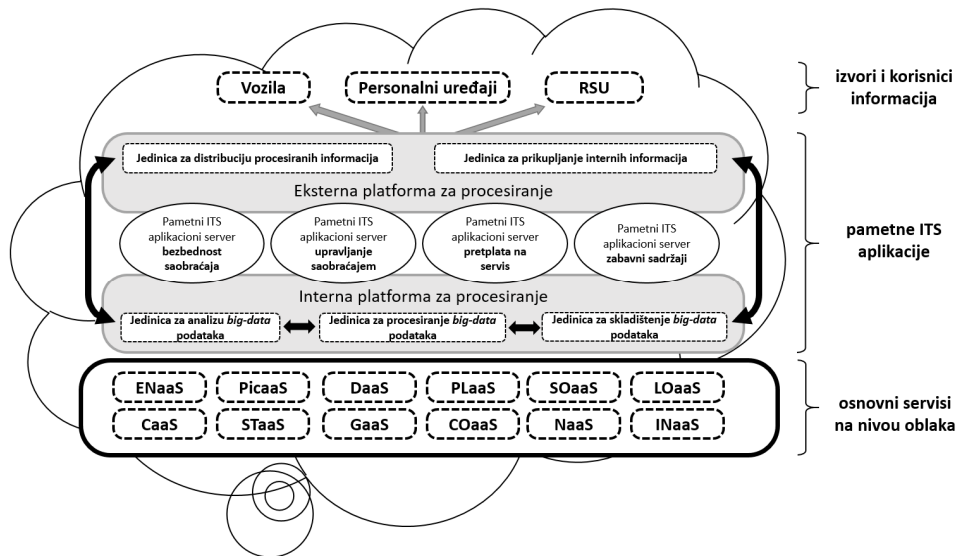 Vozila
Personalni uređaji
RSU
izvori i korisnici
informacija
Jedinica za distribuciju procesiranih informacija
Jedinica za prikupljanje internih informacija
Eksterna platforma za procesiranje
Pametni ITS
aplikacioni server
bezbednost
saobraćaja
Pametni ITS
aplikacioni server
upravljanje
saobraćajem
Pametni ITS
aplikacioni server
pretplata na
servis
Pametni ITS
aplikacioni server
zabavni sadržaji
pametne ITS
aplikacije
Interna platforma za procesiranje
Jedinica za analizu big-data
podataka
Jedinica za procesiranje big-data
podataka
Jedinica za skladištenje big-data
podataka
ENaaS
PicaaS
DaaS
PLaaS
SOaaS
LOaaS
CaaS
STaaS
GaaS
COaaS
NaaS
INaaS
osnovni servisi
na nivou oblaka